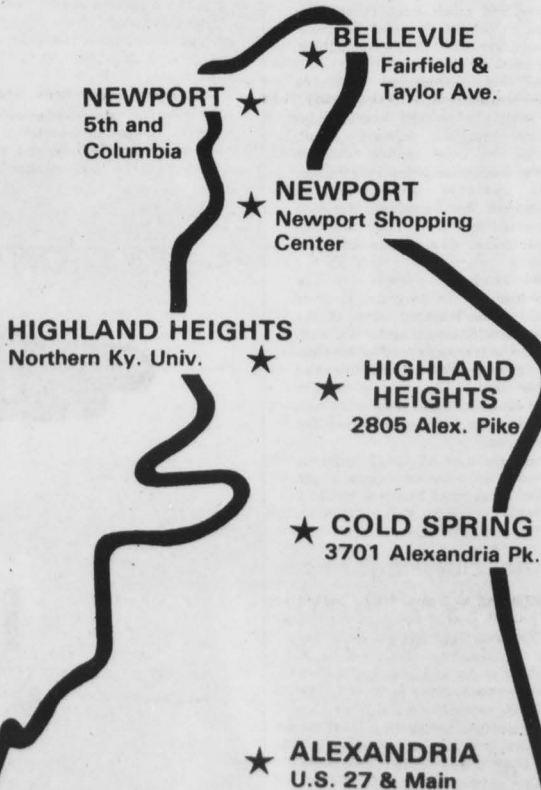 BELLEVUE
Fairfield &
Taylor Ave.
NEWPORT
5th and
Columbia
NEWPORT
Newport Shopping
Center
HIGHLAND HEIGHTS
Northern Ky. Univ.
HIGHLAND
HEIGHTS
2805 Alex. Pike
COLD SPRING
3701 Alexandria Pk.
ALEXANDRIA
U.S. 27 & Main